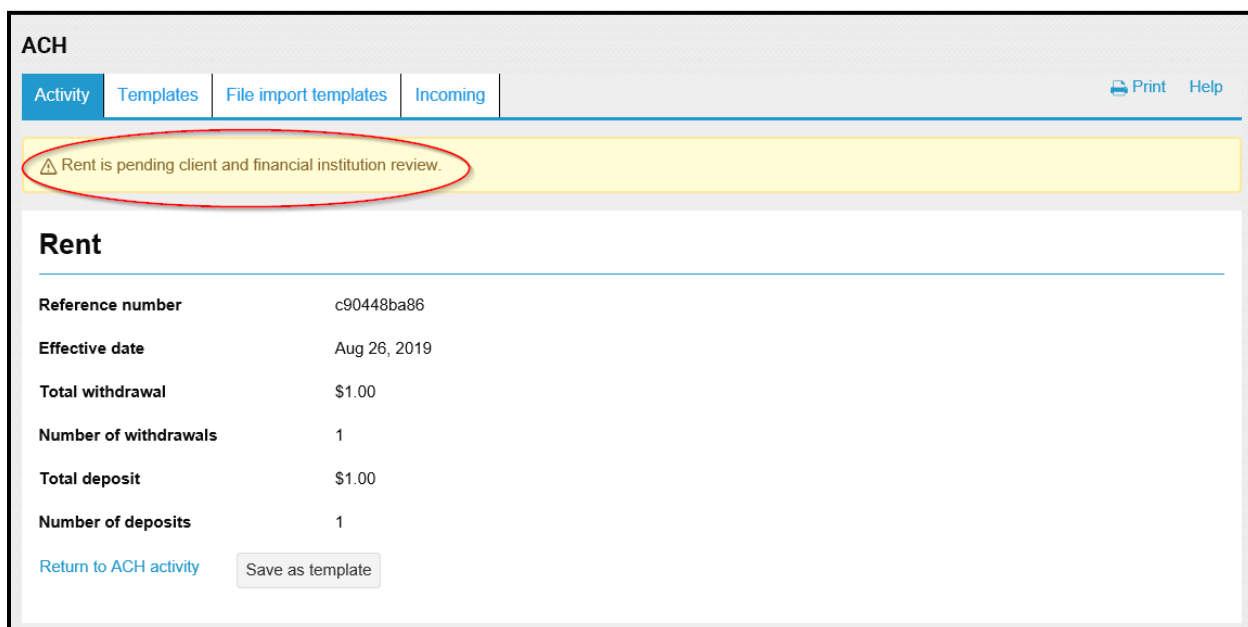 ACH
Activity Templates File import templates Incoming Print Help
Rent is pending client and financial institution review.
Rent
Reference number c90448ba86
Effective date Aug 26, 2019
Total withdrawal $1.00
Number of withdrawals 1
Total deposit $1.00
Number of deposits 1
Return to ACH activity Save as template